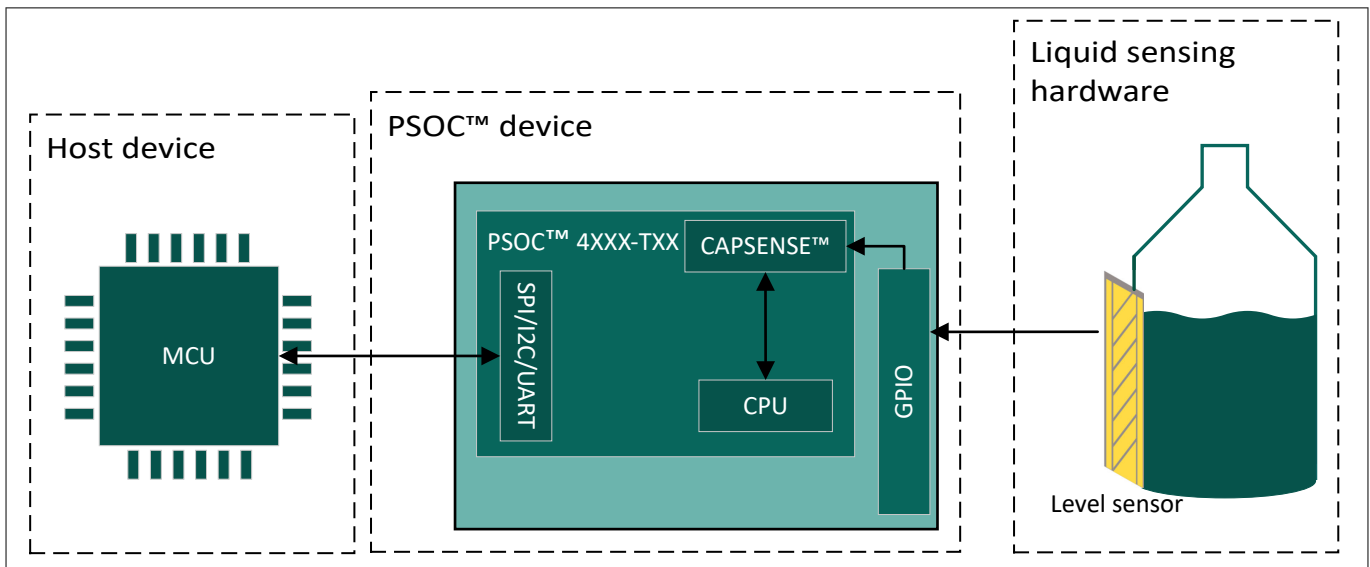 Host device
MCU
PSOC™ device
PSOC™ 4XXX-TXX
CAPSENSE™
SPI/I2C/UART
CPU
GPIO
Liquid sensing
hardware
Level sensor